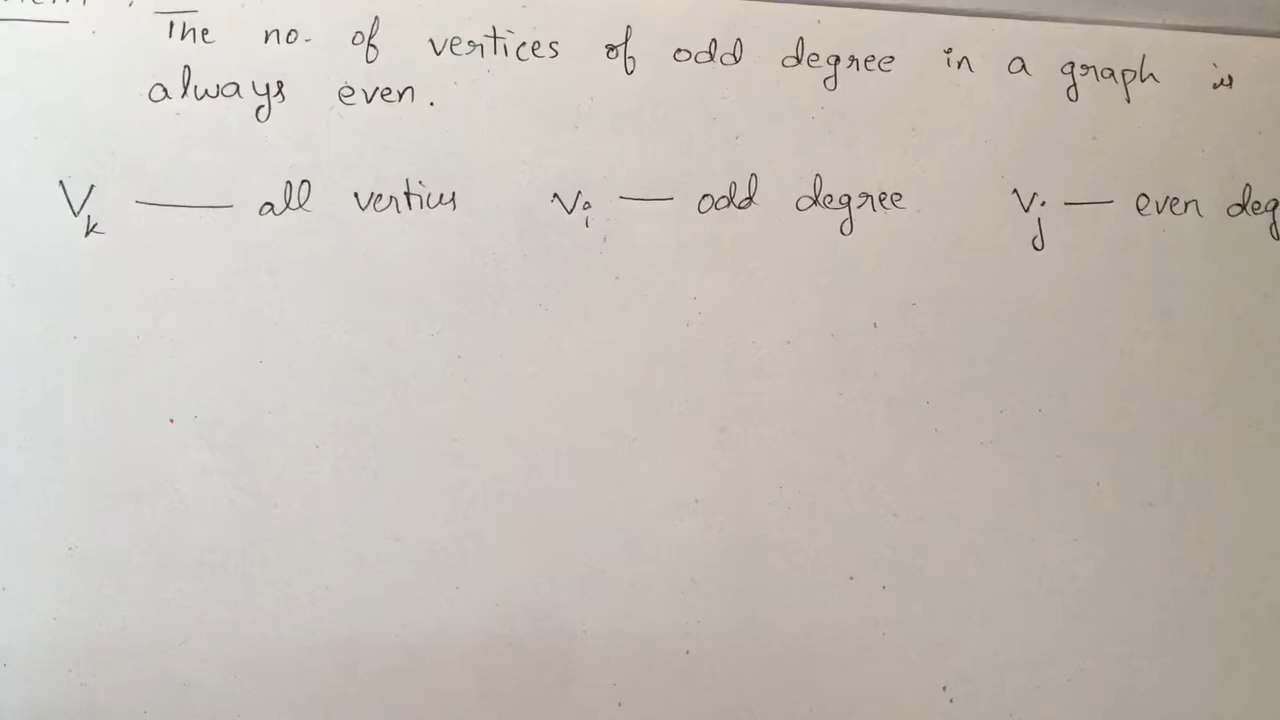 The no. of vertices of odd degree in a graph is
always even.
Vk — all vertices vi — odd degree vj — even deg